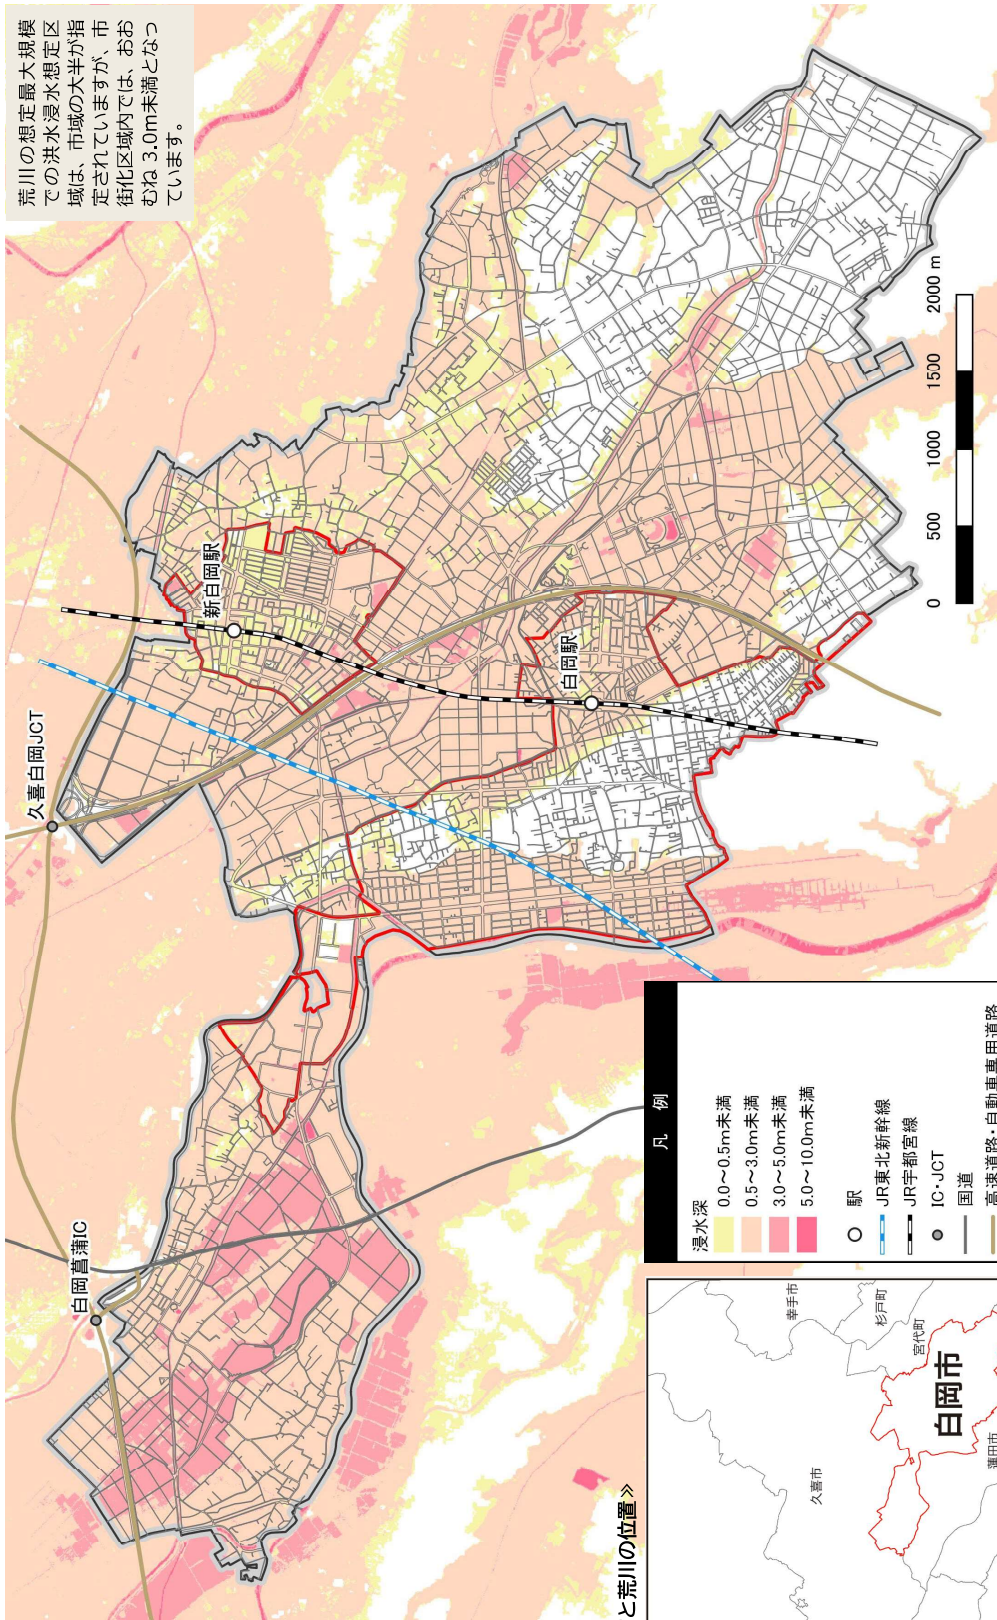 荒川の想定最大規模
での洪水浸水想定区
域は、市域の大半が指
定されていますが、市
街化区域内では、おお
むね 3.0m未満となっ
ています。
久喜白岡JCT
新白岡駅
白岡駅
白岡菖蒲IC
0 500 1000 1500 2000 m
凡 例
浸水深
0.0～0.5m未満
0.5～3.0m未満
3.0～5.0m未満
5.0～10.0m未満
駅
JR東北新幹線
JR宇都宮線
IC・JCT
国道
高速道路・自動車専用道路
と荒川の位置≫
幸手市
杉戸町
宮代町
久喜市
白岡市
蓮田市